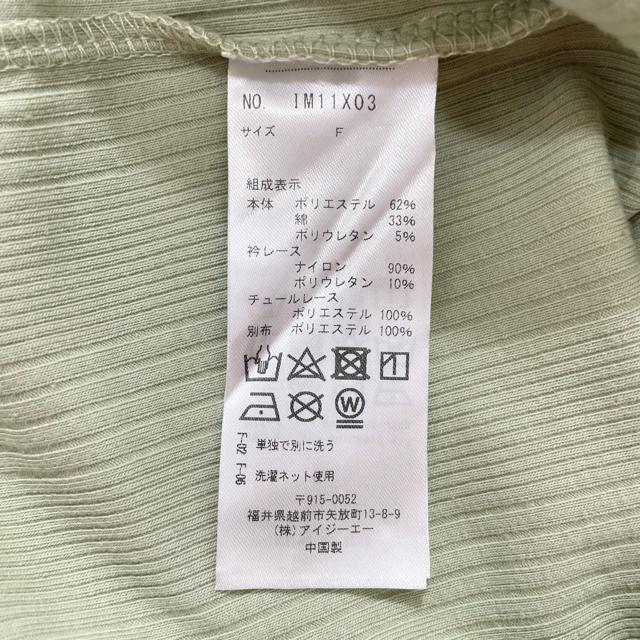 NO. IM11X03
サイズ F
組成表示
本体 ポリエステル 62%
綿 33%
ポリウレタン 5%
衿レース
ナイロン 90%
ポリウレタン 10%
チュールレース
ポリエステル 100%
別布 ポリエステル 100%
W
F-02 単独で別に洗う
F-06 洗濯ネット使用
〒915-0052
福井県越前市矢放町13-8-9
(株)アイジーエー
中国製